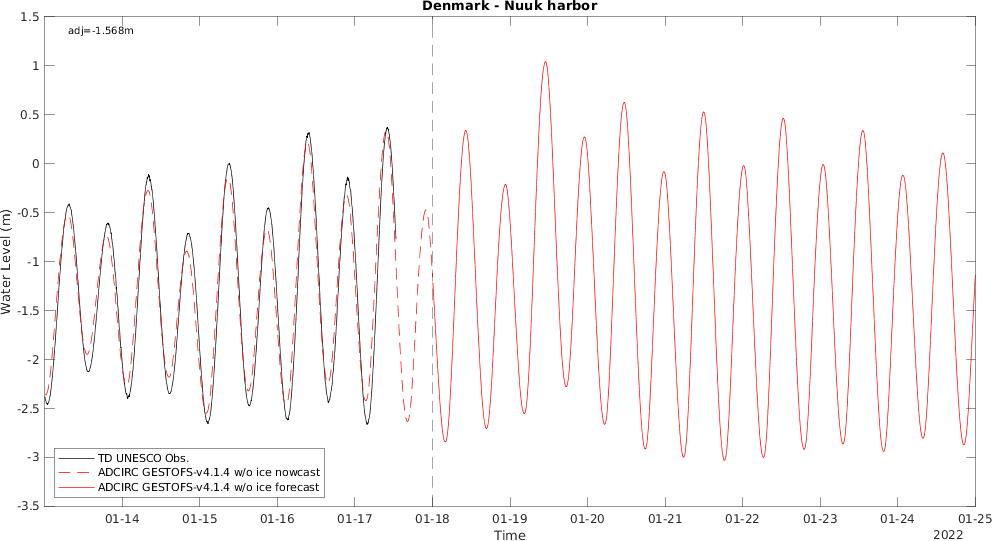 Denmark - Nuuk harbor
adj=-1.568m
1.5
1
0.5
0
-0.5
-1
-1.5
-2
-2.5
-3
-3.5
Water Level (m)
TD UNESCO Obs.
ADCIRC GESTOFS-v4.1.4 w/o ice nowcast
ADCIRC GESTOFS-v4.1.4 w/o ice forecast
01-14 01-15 01-16 01-17 01-18 01-19 01-20 01-21 01-22 01-23 01-24 01-25
Time
2022